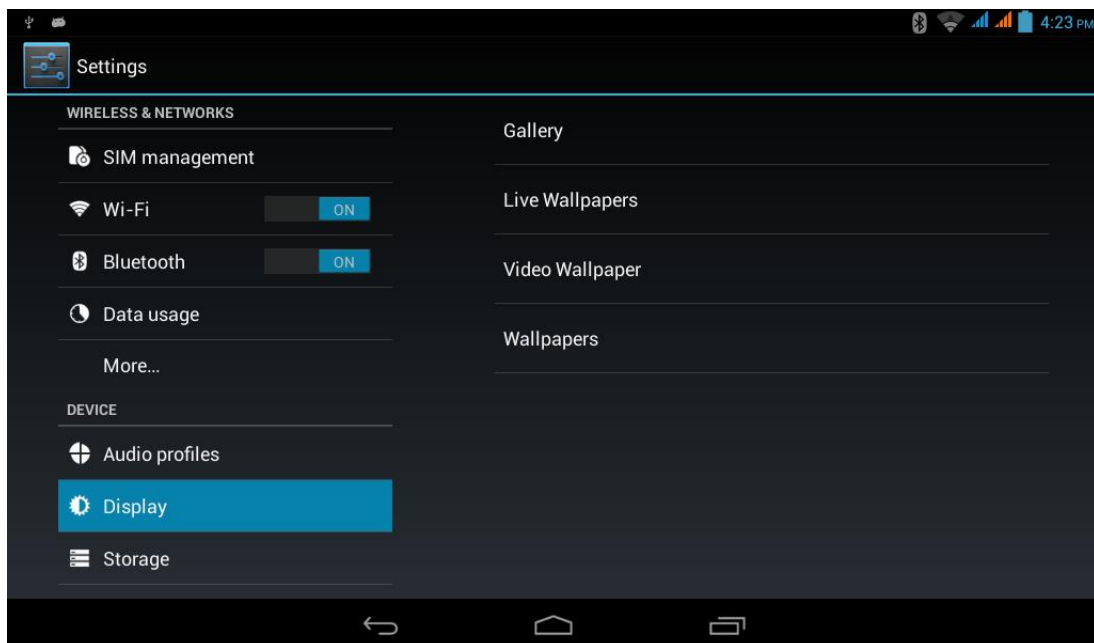 4:23 PM
Settings
WIRELESS & NETWORKS
SIM management
Wi-Fi ON
Bluetooth ON
Data usage
More...
DEVICE
Audio profiles
Display
Storage
Gallery
Live Wallpapers
Video Wallpaper
Wallpapers